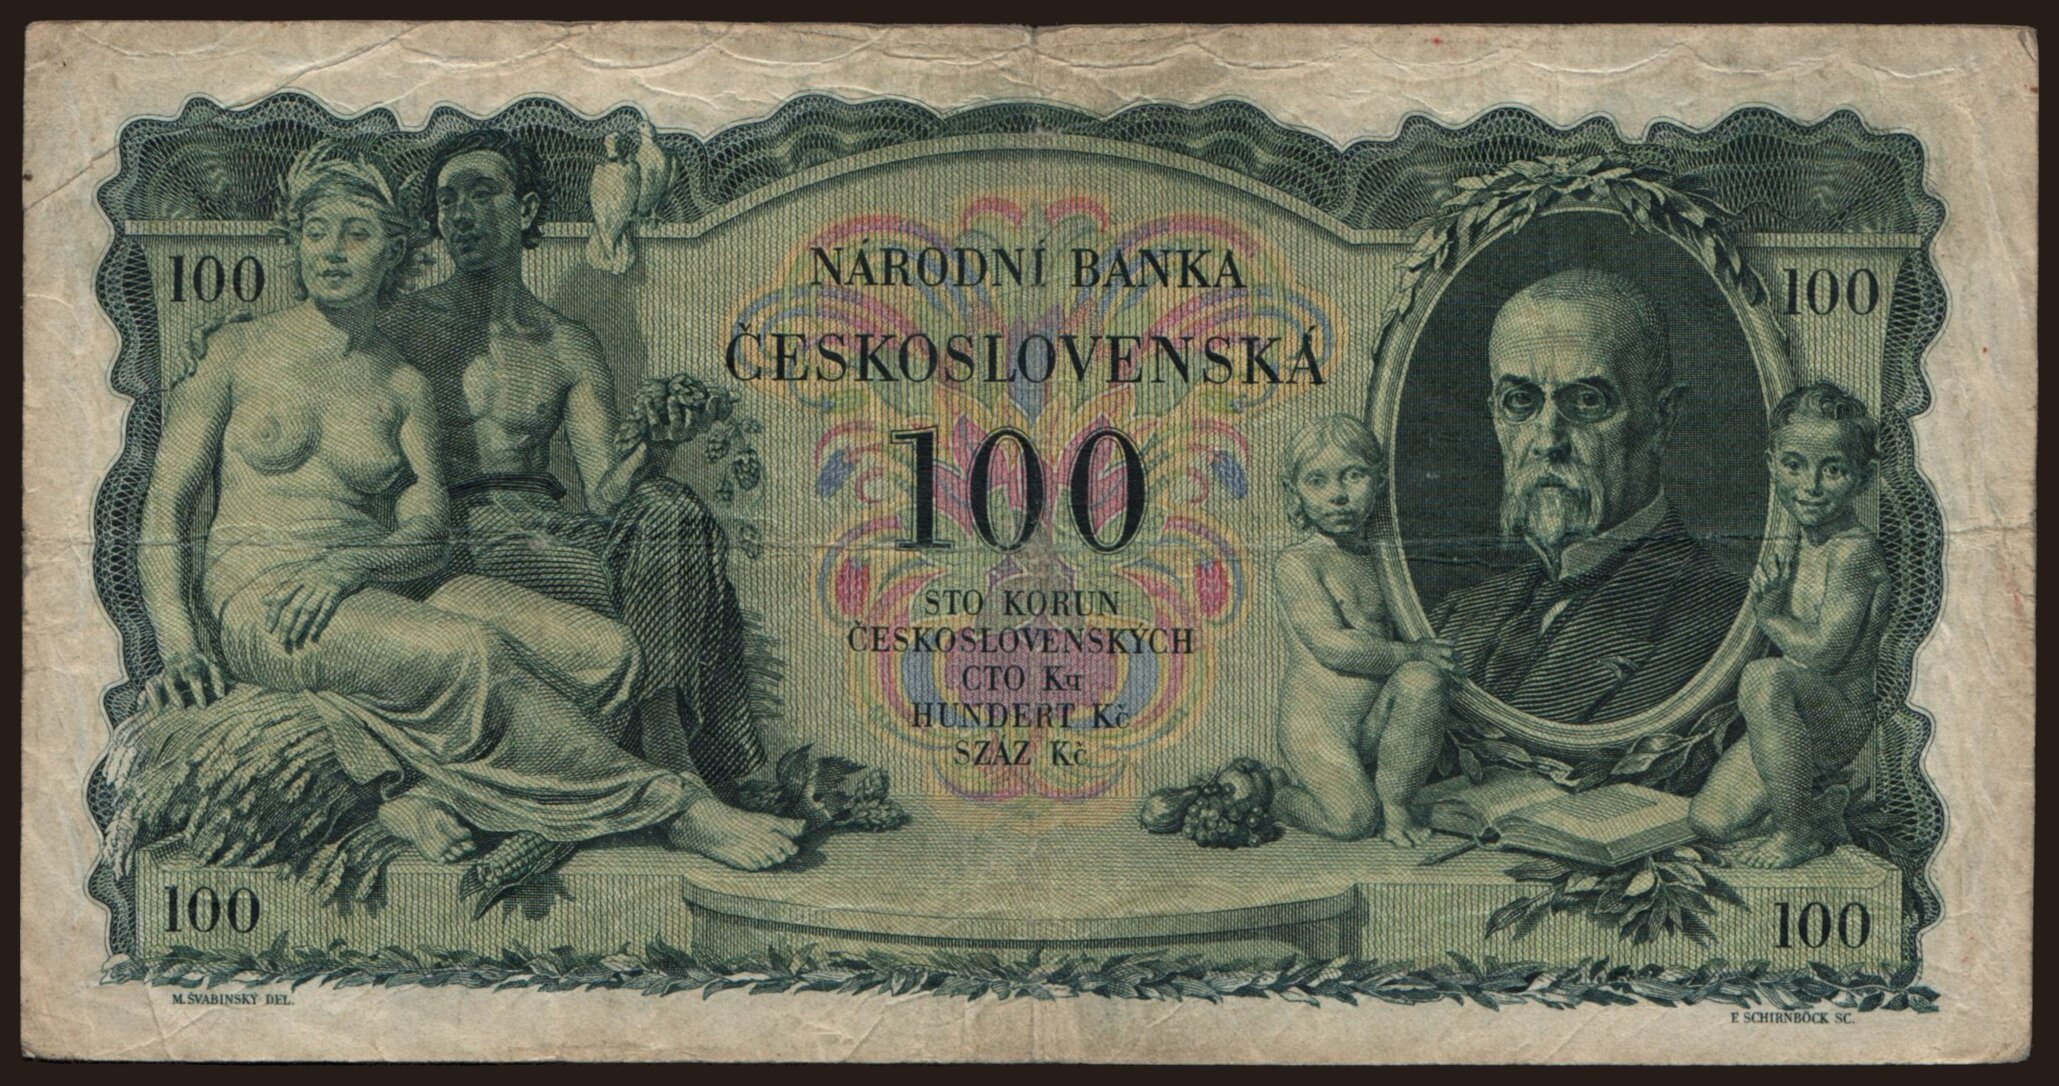 100
100
NÁRODNÍ BANKA
ČESKOSLOVENSKÁ
100
STO KORUN
ČESKOSLOVENSKÝCH
СТО Кч
HUNDERT Kč
SZÁZ Kč
100
100
M. ŠVABINSKÝ DEL.
F. SCHIRNBÖCK SC.